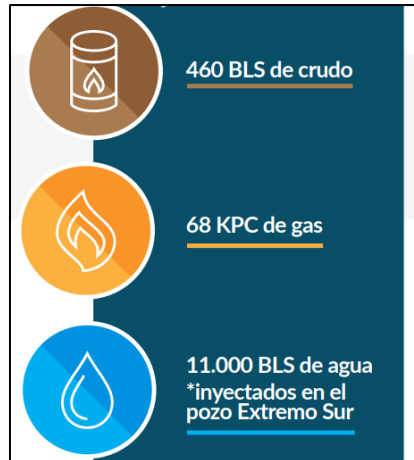 460 BLS de crudo
68 KPC de gas
11.000 BLS de agua
*inyectados en el
pozo Extremo Sur